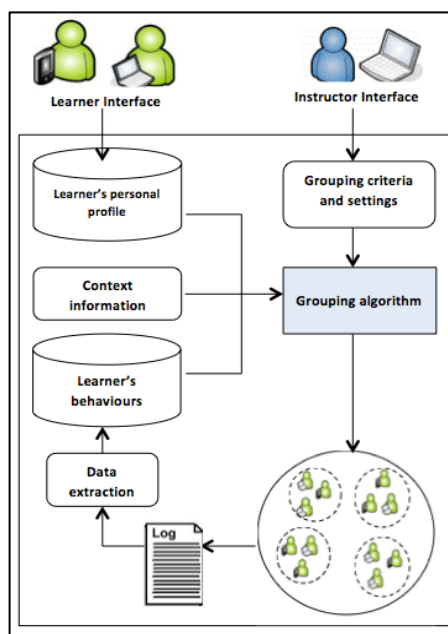 Learner Interface
Instructor Interface
Learner's personal
profile
Grouping criteria
and settings
Context
information
Grouping algorithm
Learner's
behaviours
Data
extraction
Log